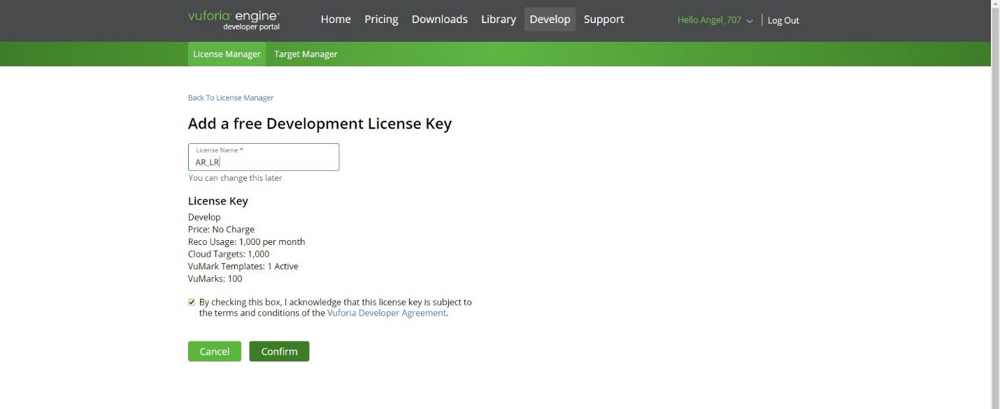 vuforia® engine™
developer portal
Home Pricing Downloads Library Develop Support
Hello Angel_707 Log Out
License Manager Target Manager
Back To License Manager
Add a free Development License Key
License Name *
AR_LR
You can change this later
License Key
Develop
Price: No Charge
Reco Usage: 1,000 per month
Cloud Targets: 1,000
VuMark Templates: 1 Active
VuMarks: 100
By checking this box, I acknowledge that this license key is subject to
the terms and conditions of the Vuforia Developer Agreement.
Cancel Confirm